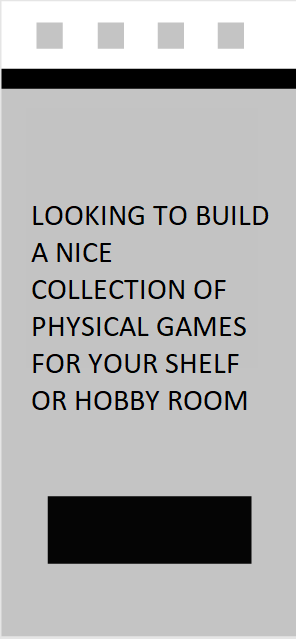 LOOKING TO BUILD
A NICE
COLLECTION OF
PHYSICAL GAMES
FOR YOUR SHELF
OR HOBBY ROOM